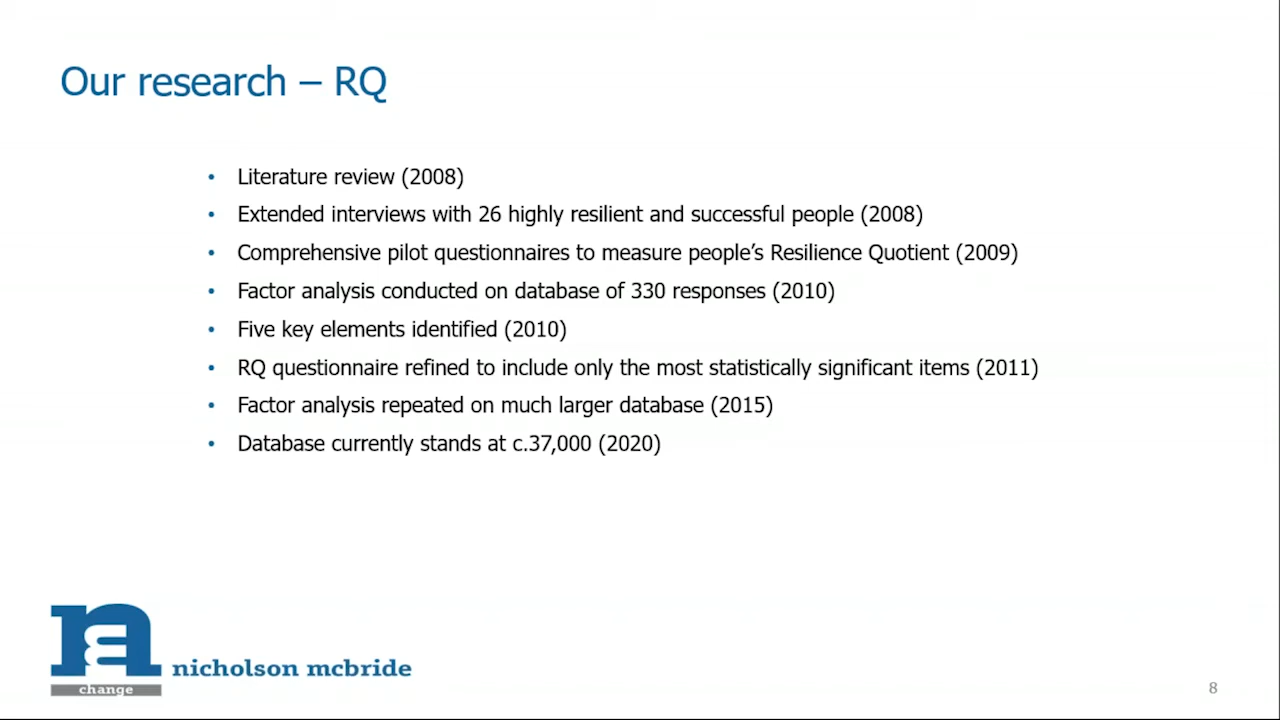 Our research – RQ
• Literature review (2008)
• Extended interviews with 26 highly resilient and successful people (2008)
• Comprehensive pilot questionnaires to measure people’s Resilience Quotient (2009)
• Factor analysis conducted on database of 330 responses (2010)
• Five key elements identified (2010)
• RQ questionnaire refined to include only the most statistically significant items (2011)
• Factor analysis repeated on much larger database (2015)
• Database currently stands at c.37,000 (2020)
nicholson mcbride
change
8